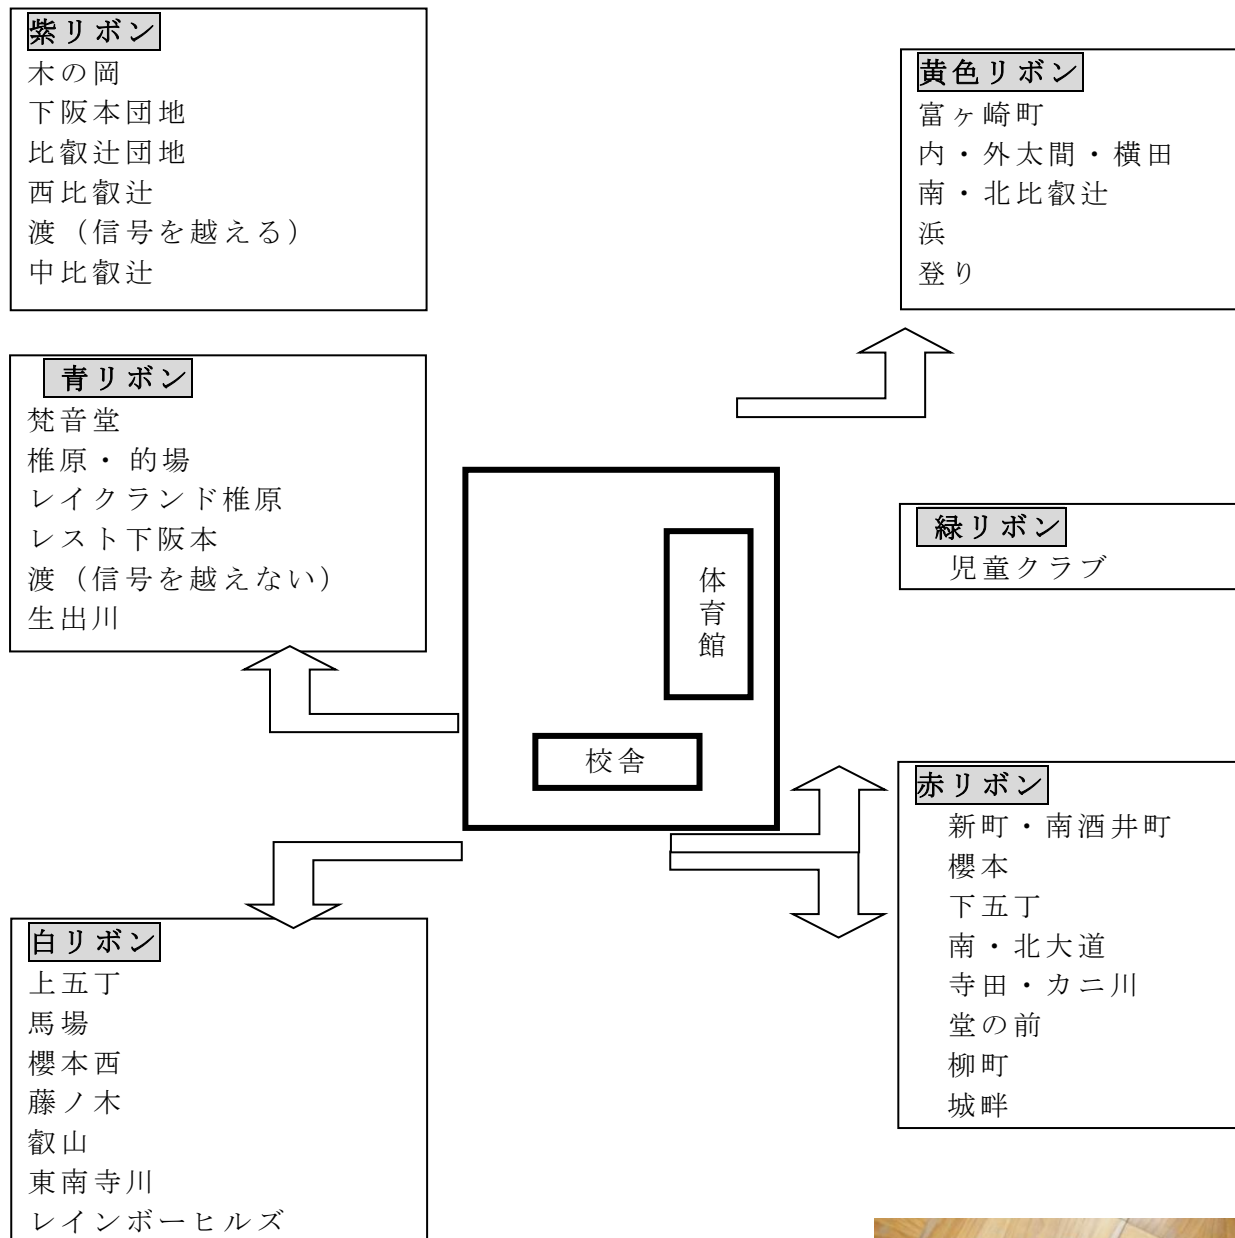 紫リボン
木の岡
下阪本団地
比叡辻団地
西比叡辻
渡（信号を越える）
中比叡辻
黄色リボン
富ヶ崎町
内・外太間・横田
南・北比叡辻
浜
登り
青リボン
梵音堂
椎原・ 的場
レイクランド椎原
レスト下阪本
渡（信号を越えない）
生出川
体育館
校舎
緑リボン
児童クラブ
赤リボン
新町・南酒井町
櫻本
下五丁
南・北大道
寺田・カニ川
堂の前
柳町
城畔
白リボン
上五丁
馬場
櫻本西
藤ノ木
叡山
東南寺川
レインボーヒルズ